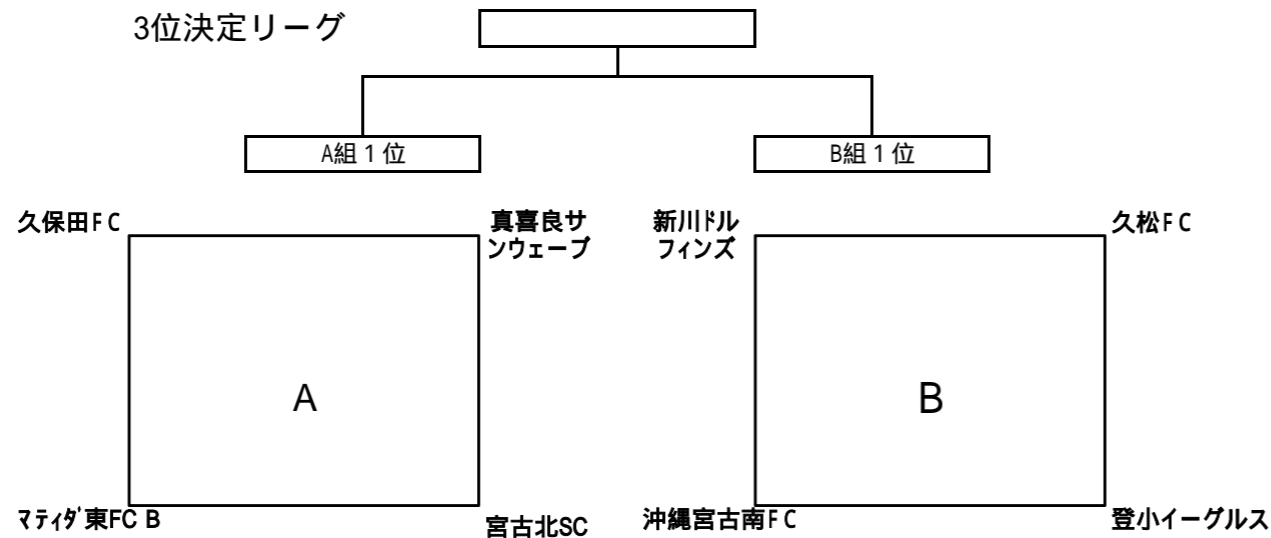 3位決定リーグ
A組１位
B組１位
久保田ＦＣ
真喜良サ
ンウェーブ
新川ﾄﾞﾙ
フィンズ
久松ＦＣ
A
B
ﾏﾃｨﾀﾞ東FC B
宮古北SC
沖縄宮古南ＦＣ
登小イーグルス